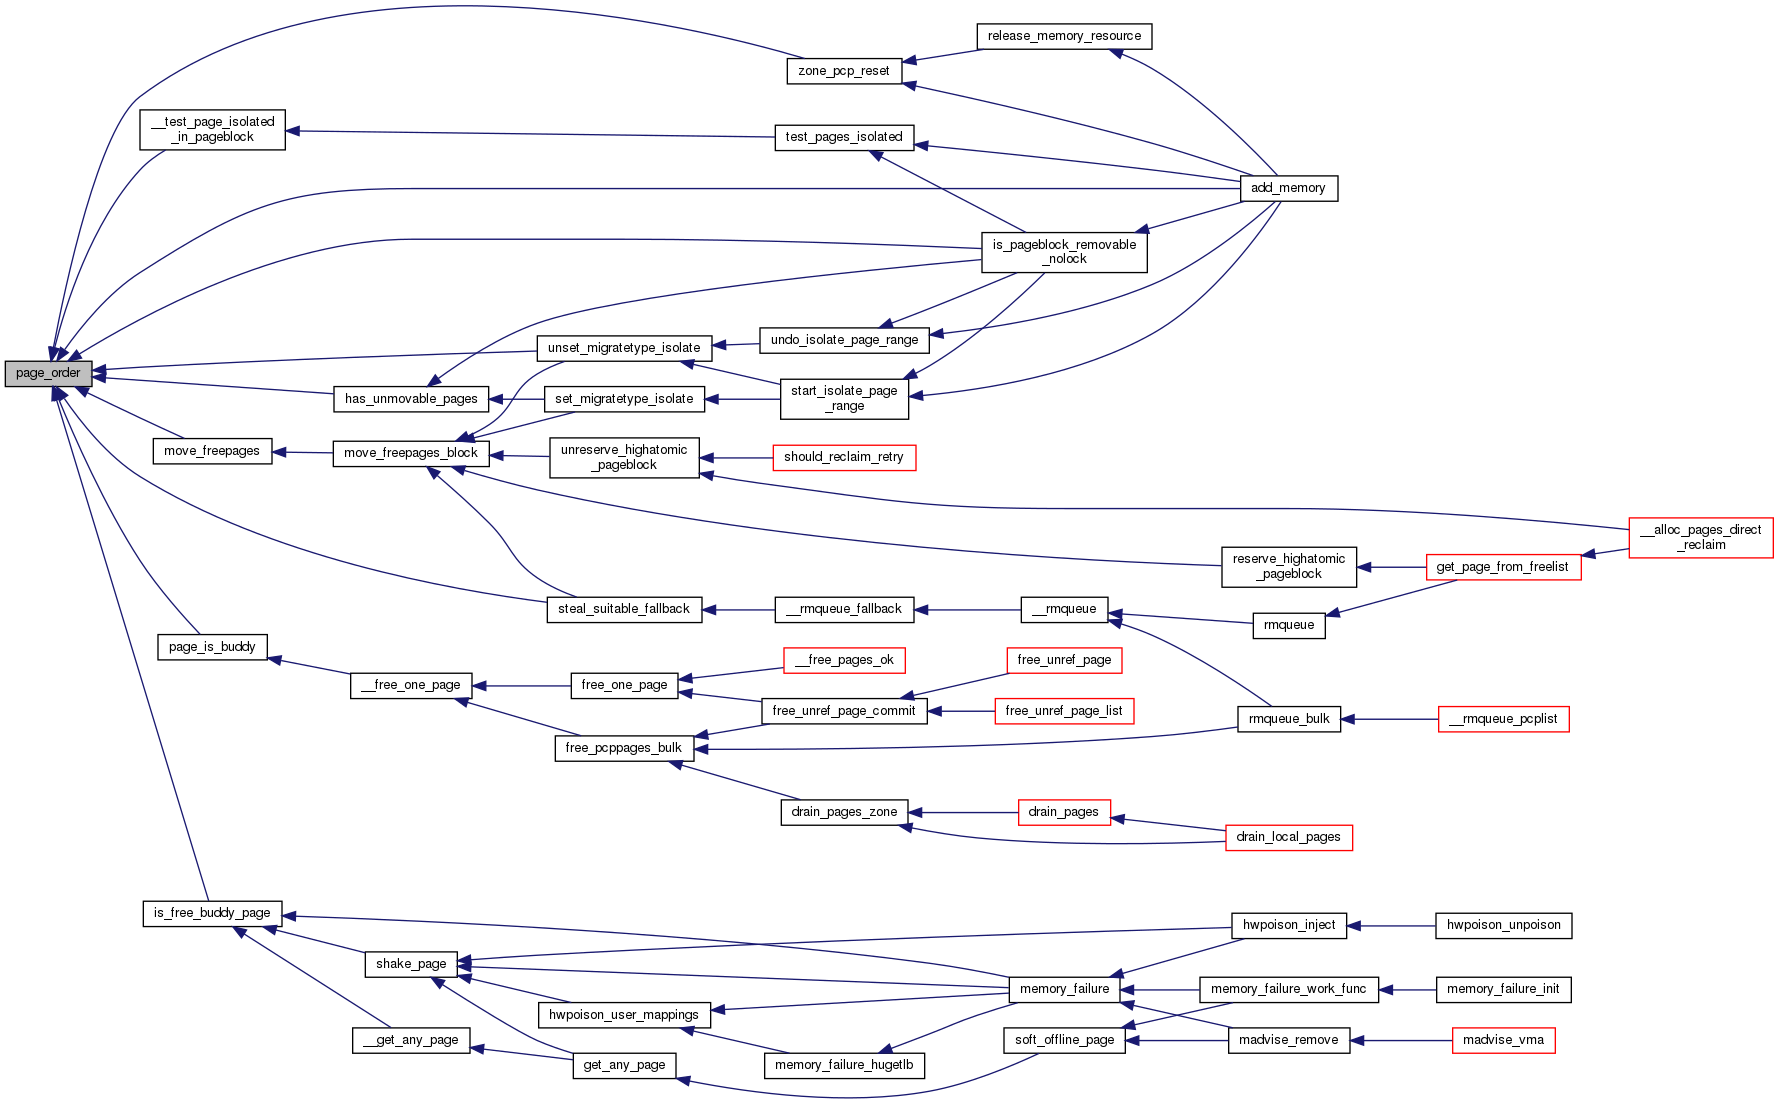 release_memory_resource
zone_pcp_reset
__test_page_isolated
_in_pageblock
test_pages_isolated
add_memory
is_pageblock_removable
_nolock
undo_isolate_page_range
unset_migratetype_isolate
page_order
has_unmovable_pages
set_migratetype_isolate
start_isolate_page
_range
move_freepages
move_freepages_block
unreserve_highatomic
_pageblock
should_reclaim_retry
__alloc_pages_direct
_reclaim
reserve_highatomic
_pageblock
get_page_from_freelist
steal_suitable_fallback
__rmqueue_fallback
__rmqueue
rmqueue
page_is_buddy
__free_pages_ok
free_unref_page
__free_one_page
free_one_page
free_unref_page_commit
free_unref_page_list
rmqueue_bulk
__rmqueue_pcplist
free_pcppages_bulk
drain_pages_zone
drain_pages
drain_local_pages
is_free_buddy_page
hwpoison_inject
hwpoison_unpoison
shake_page
memory_failure
memory_failure_work_func
memory_failure_init
hwpoison_user_mappings
__get_any_page
soft_offline_page
madvise_remove
madvise_vma
get_any_page
memory_failure_hugetlb